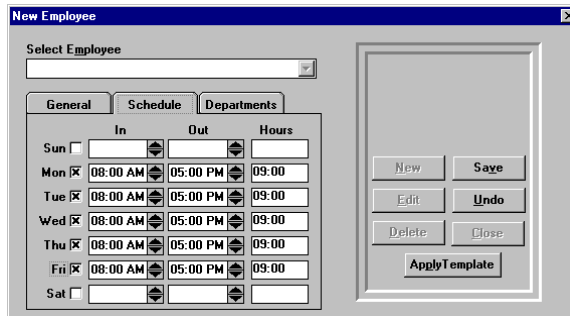 New Employee
Select Employee
General Schedule Departments
In Out Hours
Sun
Mon 08:00 AM 05:00 PM 09:00
Tue 08:00 AM 05:00 PM 09:00
Wed 08:00 AM 05:00 PM 09:00
Thu 08:00 AM 05:00 PM 09:00
Fri 08:00 AM 05:00 PM 09:00
Sat
New Save
Edit Undo
Delete Close
ApplyTemplate